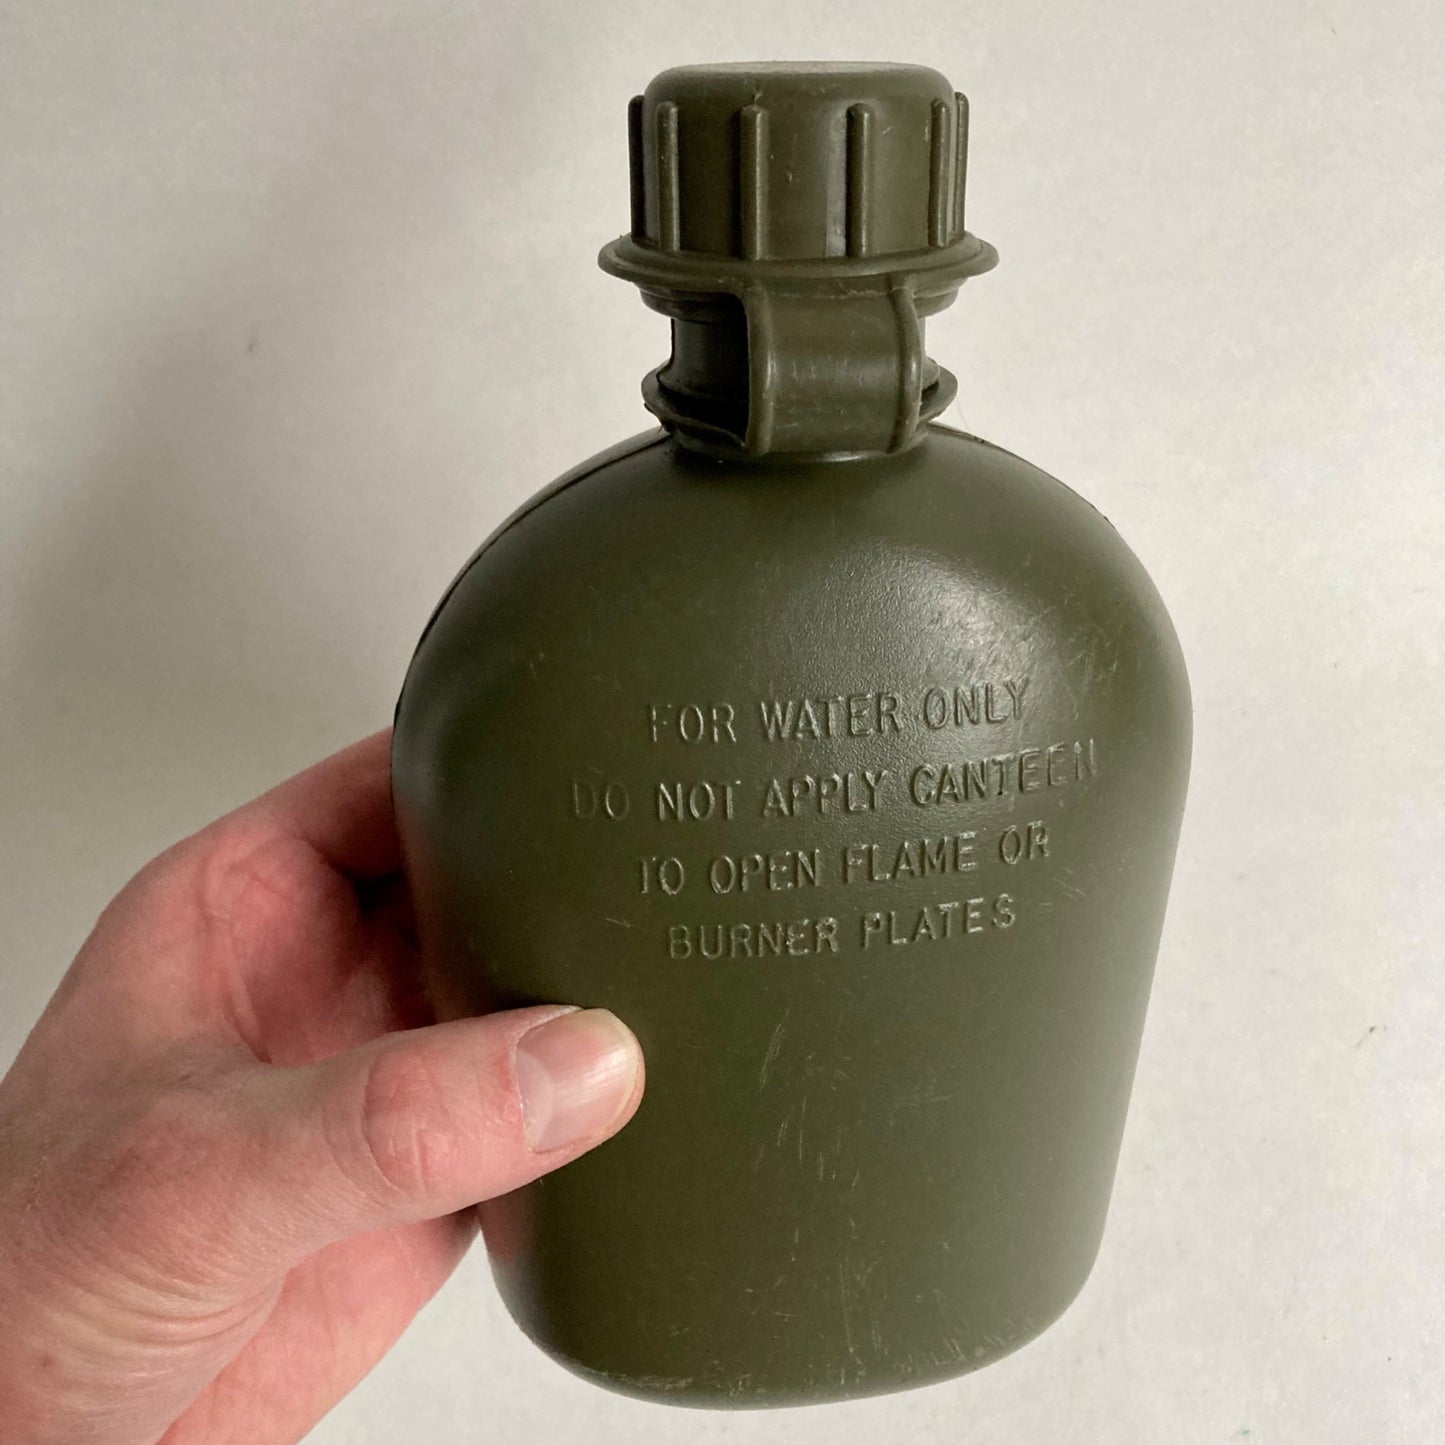 FOR WATER ONLY
DO NOT APPLY CANTEEN
TO OPEN FLAME OR
BURNER PLATES